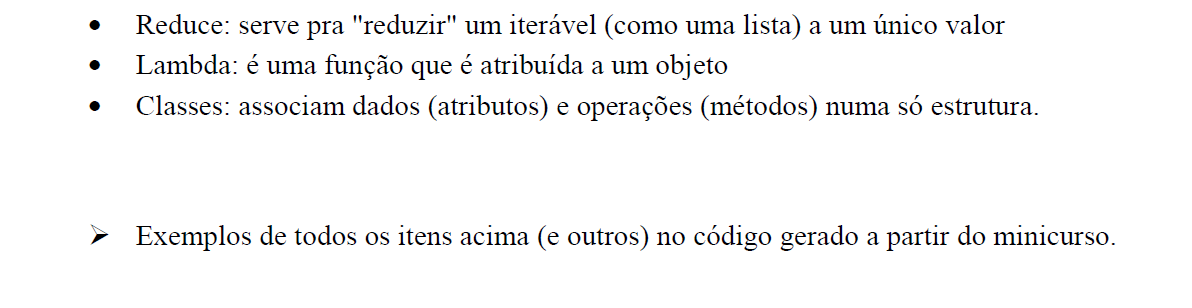 • Reduce: serve pra "reduzir" um iterável (como uma lista) a um único valor
• Lambda: é uma função que é atribuída a um objeto
• Classes: associam dados (atributos) e operações (métodos) numa só estrutura.
➢ Exemplos de todos os itens acima (e outros) no código gerado a partir do minicurso.